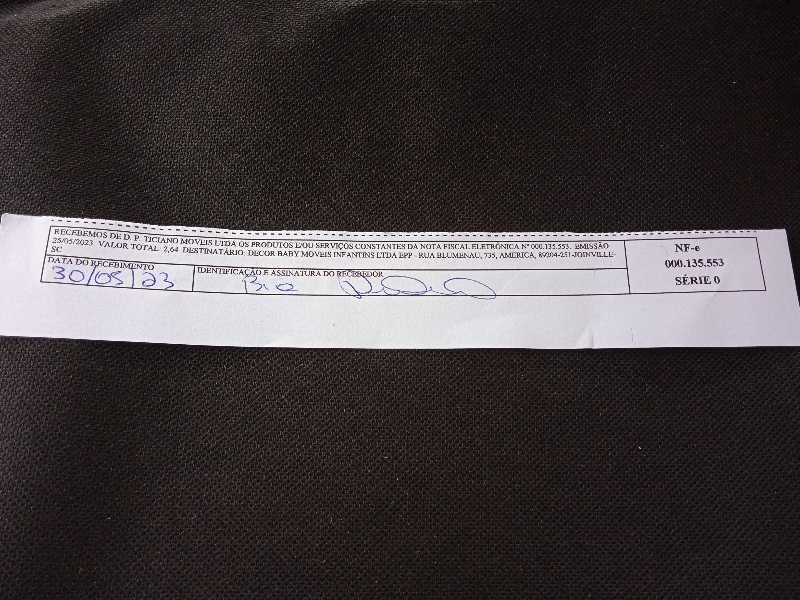 RECEBEMOS DE D. P. TICIANO MOVEIS LTDA OS PRODUTOS E/OU SERVIÇOS CONSTANTES DA NOTA FISCAL ELETRÔNICA Nº 000.135.553. EMISSÃO
25/05/2023 VALOR TOTAL 2,64 DESTINATÁRIO: DECOR BABY MOVEIS INFANTINS LTDA EPP - RUA BLUMENAU, 735, AMERICA, 89204-251-JOINVILLE-
SC
DATA DO RECEBIMENTO
IDENTIFICAÇÃO E ASSINATURA DO RECEBEDOR
30/05/23
NF-e
000.135.553
SÉRIE 0